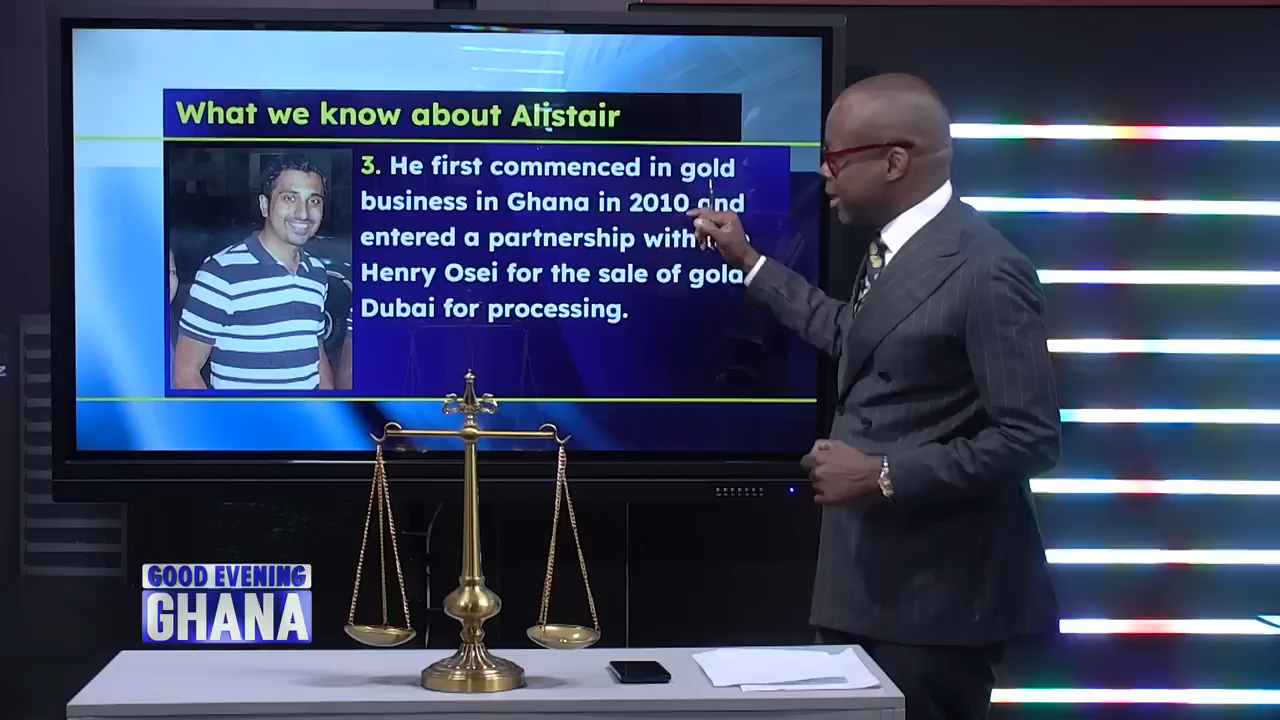 What we know about Alistair
3. He first commenced in gold
business in Ghana in 2010 and
entered a partnership with
Henry Osei for the sale of gold
Dubai for processing.
GOOD EVENING
GHANA